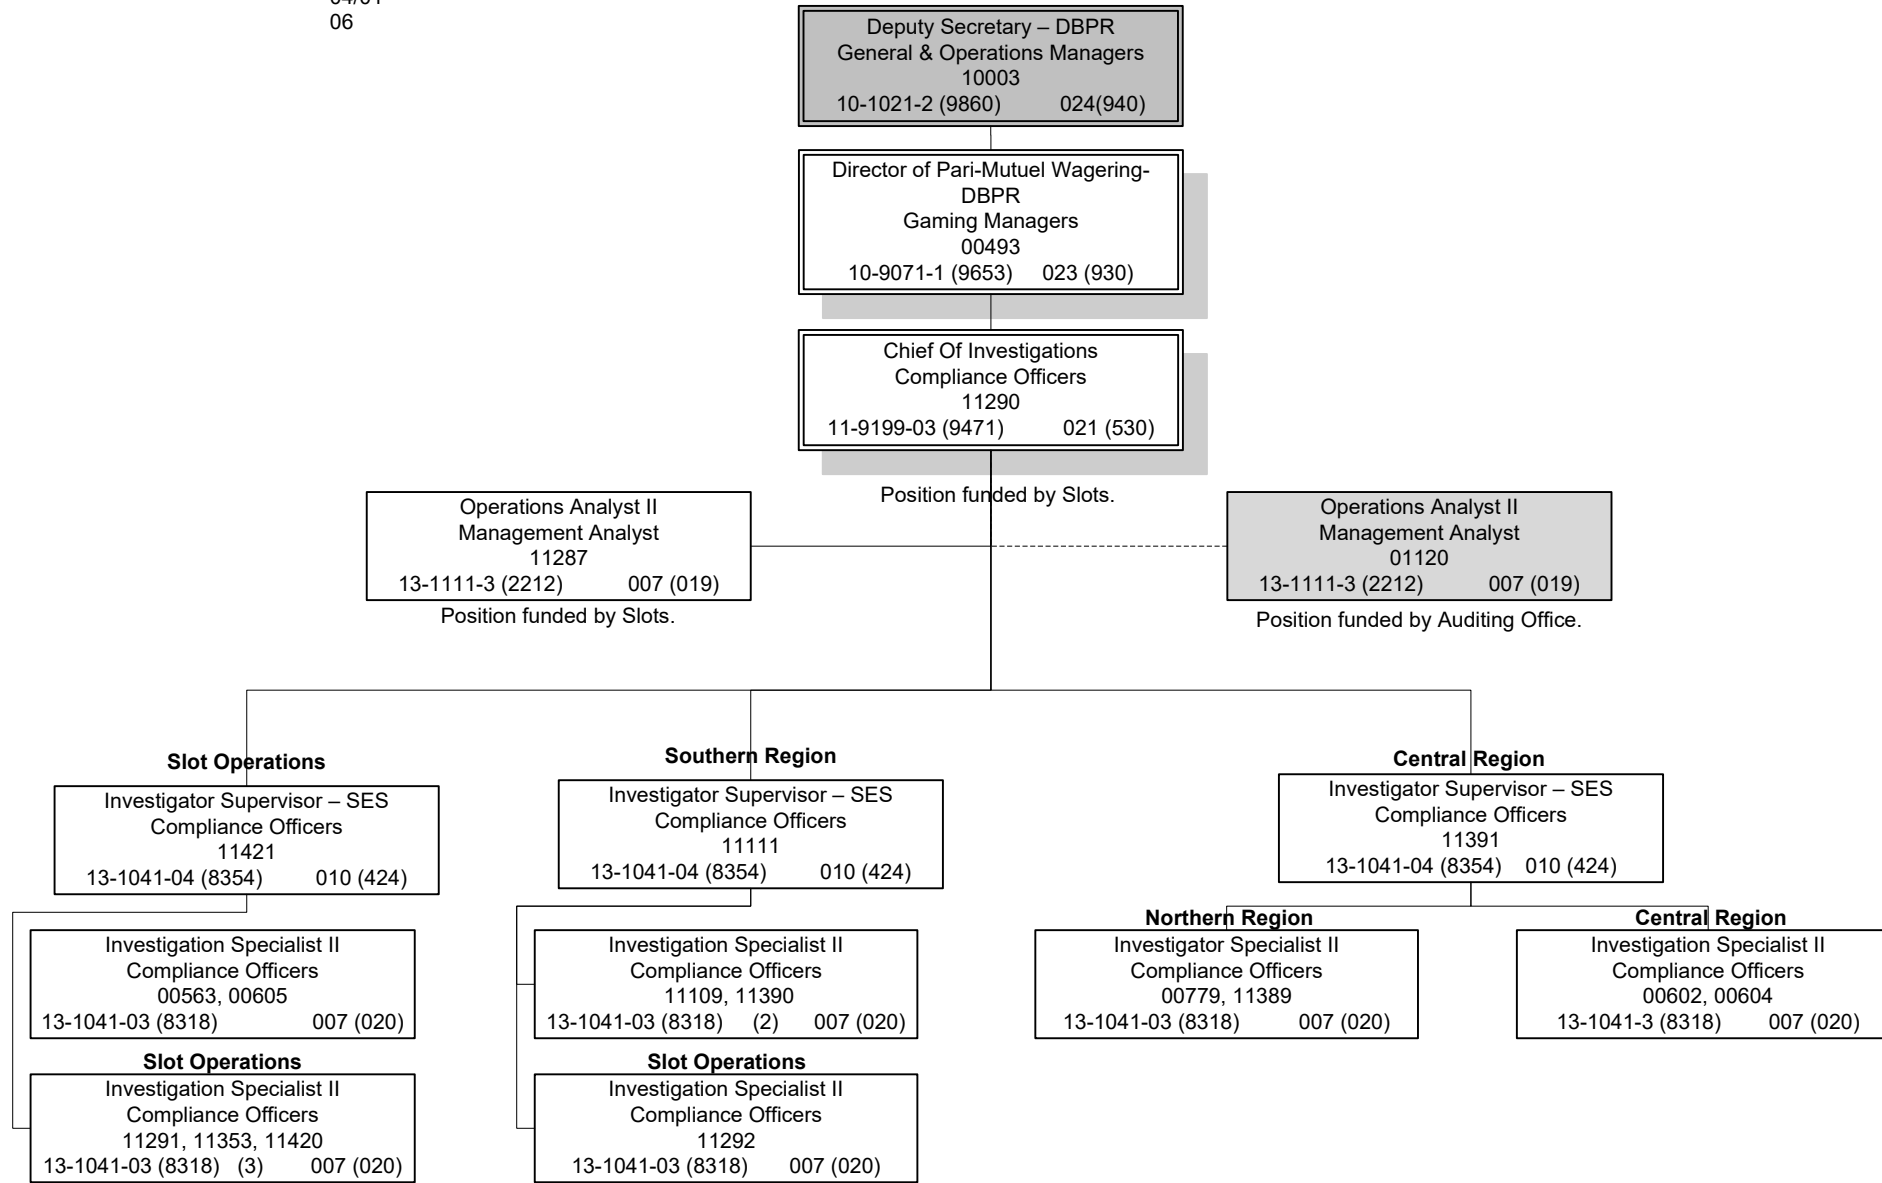 06
Deputy Secretary – DBPR
General & Operations Managers
10003
10-1021-2 (9860) 024(940)
Director of Pari-Mutuel Wagering-
DBPR
Gaming Managers
00493
10-9071-1 (9653) 023 (930)
Chief Of Investigations
Compliance Officers
11290
11-9199-03 (9471) 021 (530)
Position funded by Slots.
Operations Analyst II
Management Analyst
11287
13-1111-3 (2212) 007 (019)
Position funded by Slots.
Operations Analyst II
Management Analyst
01120
13-1111-3 (2212) 007 (019)
Position funded by Auditing Office.
Slot Operations
Investigator Supervisor – SES
Compliance Officers
11421
13-1041-04 (8354) 010 (424)
Investigation Specialist II
Compliance Officers
00563, 00605
13-1041-03 (8318) 007 (020)
Slot Operations
Investigation Specialist II
Compliance Officers
11291, 11353, 11420
13-1041-03 (8318) (3) 007 (020)
Southern Region
Investigator Supervisor – SES
Compliance Officers
11111
13-1041-04 (8354) 010 (424)
Investigation Specialist II
Compliance Officers
11109, 11390
13-1041-03 (8318) (2) 007 (020)
Slot Operations
Investigation Specialist II
Compliance Officers
11292
13-1041-03 (8318) 007 (020)
Central Region
Investigator Supervisor – SES
Compliance Officers
11391
13-1041-04 (8354) 010 (424)
Northern Region
Investigator Specialist II
Compliance Officers
00779, 11389
13-1041-03 (8318) 007 (020)
Central Region
Investigation Specialist II
Compliance Officers
00602, 00604
13-1041-3 (8318) 007 (020)